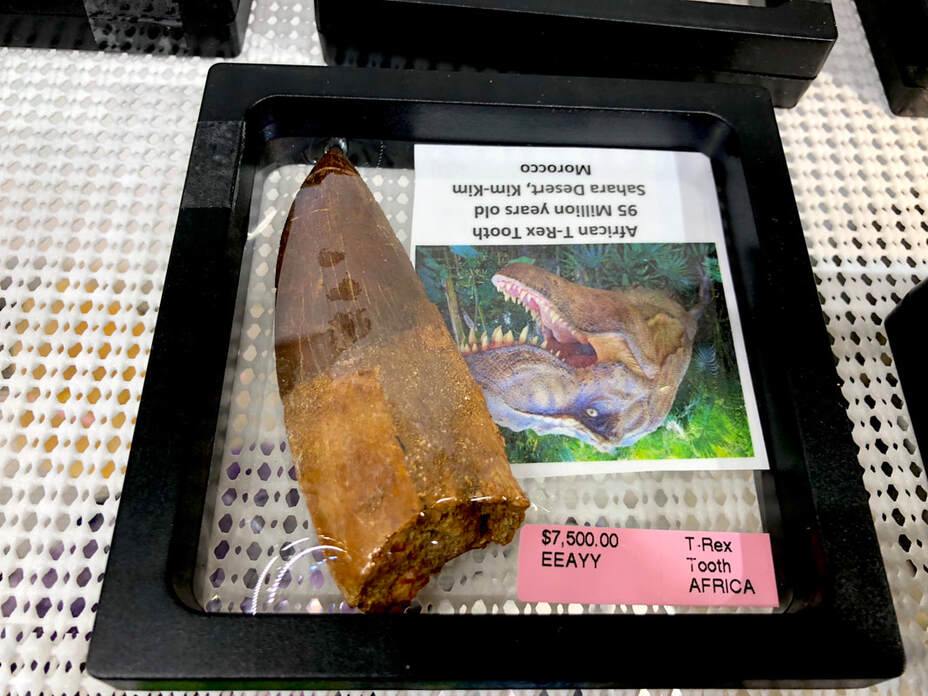 African T-Rex Tooth
95 Million years old
Sahara Desert, Kim-Kim
Morocco
$7,500.00
EEAYY
T-Rex
Tooth
AFRICA